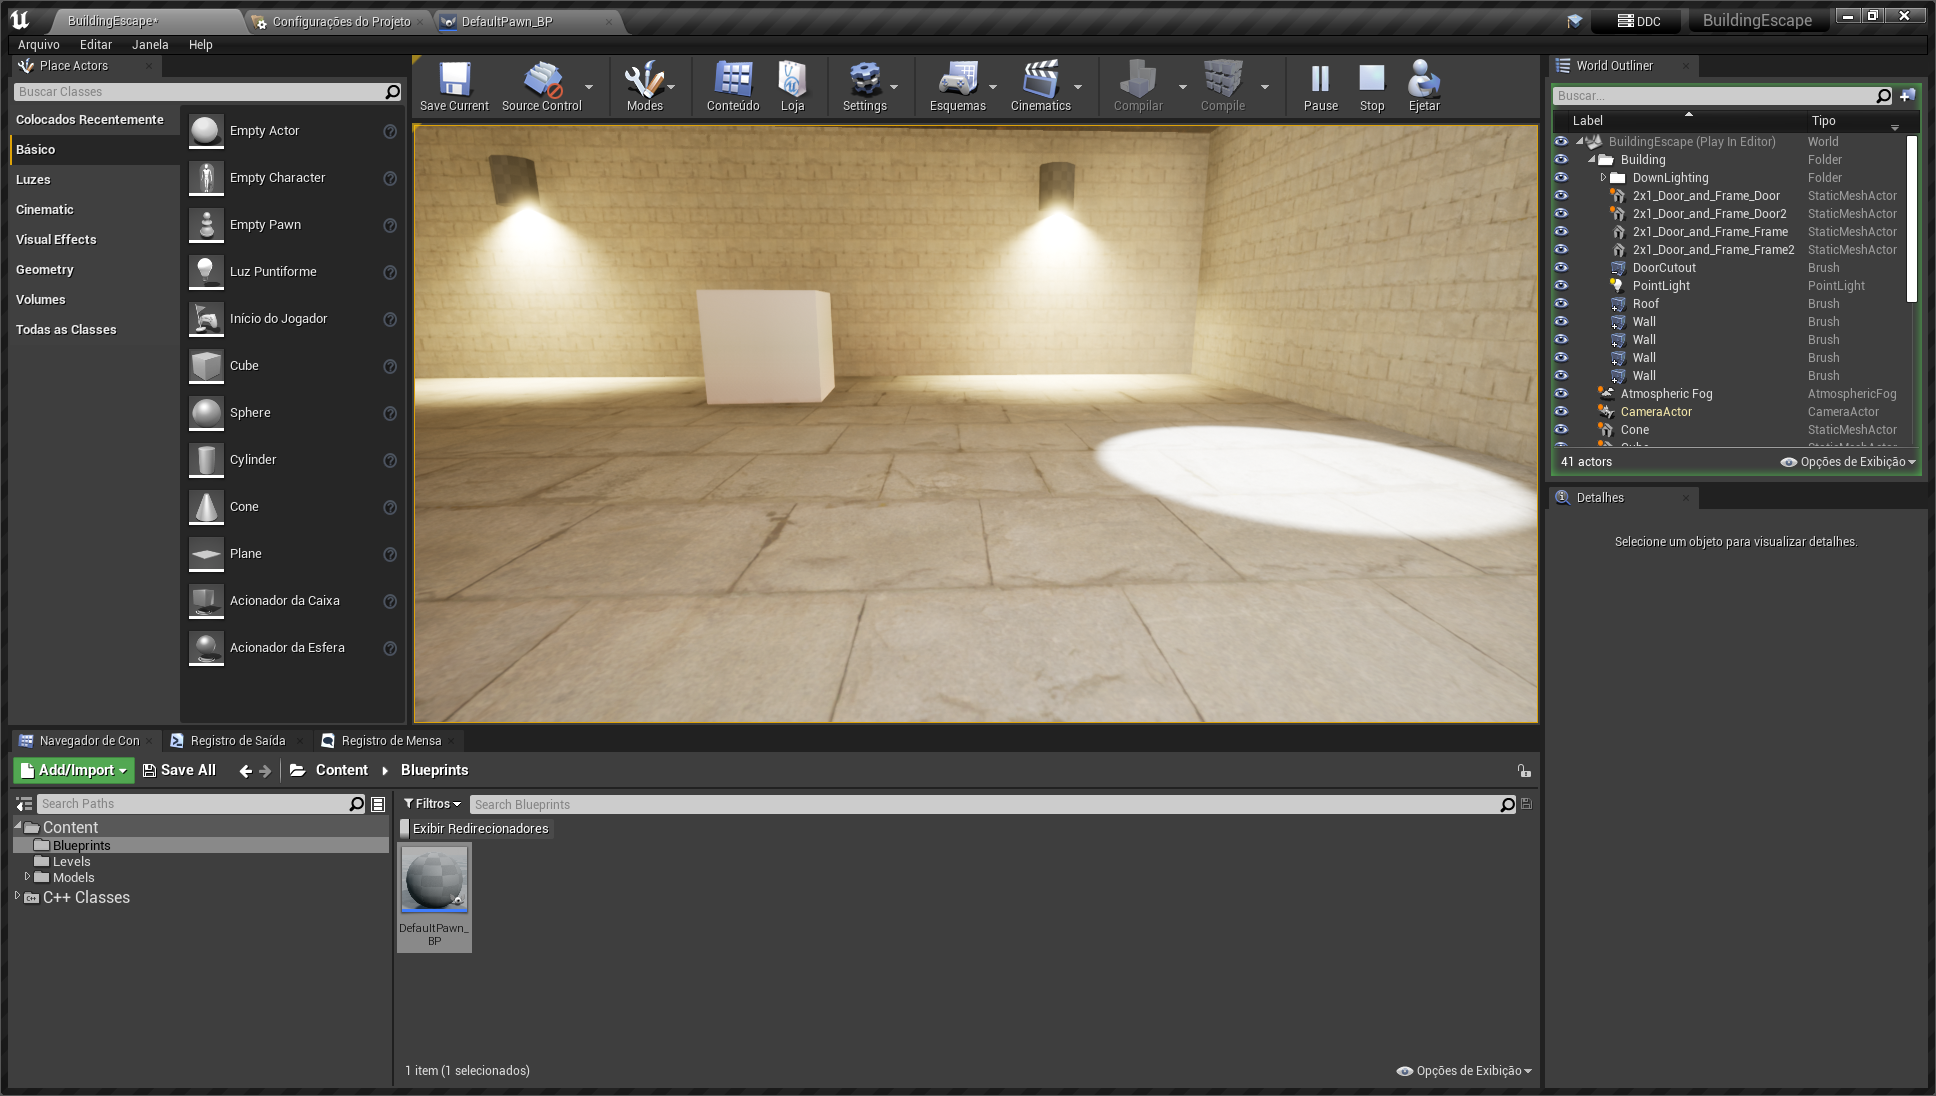 BuildingEscape*
Configurações do Projeto
DefaultPawn_BP
DDC
BuildingEscape
Arquivo
Editar
Janela
Help
Place Actors
Buscar Classes
Colocados Recentemente
Básico
Luzes
Cinematic
Visual Effects
Geometry
Volumes
Todas as Classes
Empty Actor
Empty Character
Empty Pawn
Luz Puntiforme
Início do Jogador
Cube
Sphere
Cylinder
Cone
Plane
Acionador da Caixa
Acionador da Esfera
Save Current
Source Control
Modes
Conteúdo
Loja
Settings
Esquemas
Cinematics
Compilar
Compile
Pause
Stop
Ejetar
World Outliner
Buscar...
Label
Tipo
BuildingEscape (Play In Editor) World
Building Folder
DownLighting Folder
2x1_Door_and_Frame_Door StaticMeshActor
2x1_Door_and_Frame_Door2 StaticMeshActor
2x1_Door_and_Frame_Frame StaticMeshActor
2x1_Door_and_Frame_Frame2 StaticMeshActor
DoorCutout Brush
PointLight PointLight
Roof Brush
Wall Brush
Wall Brush
Wall Brush
Wall Brush
Atmospheric Fog AtmosphericFog
CameraActor CameraActor
Cone StaticMeshActor
41 actors
Opções de Exibição
Detalhes
Selecione um objeto para visualizar detalhes.
Navegador de Con
Registro de Saída
Registro de Mensa
Add/Import
Save All
Content
Blueprints
Search Paths
Content
Blueprints
Levels
Models
C++ Classes
Filtros
Search Blueprints
Exibir Redirecionadores
DefaultPawn_
BP
1 item (1 selecionados)
Opções de Exibição